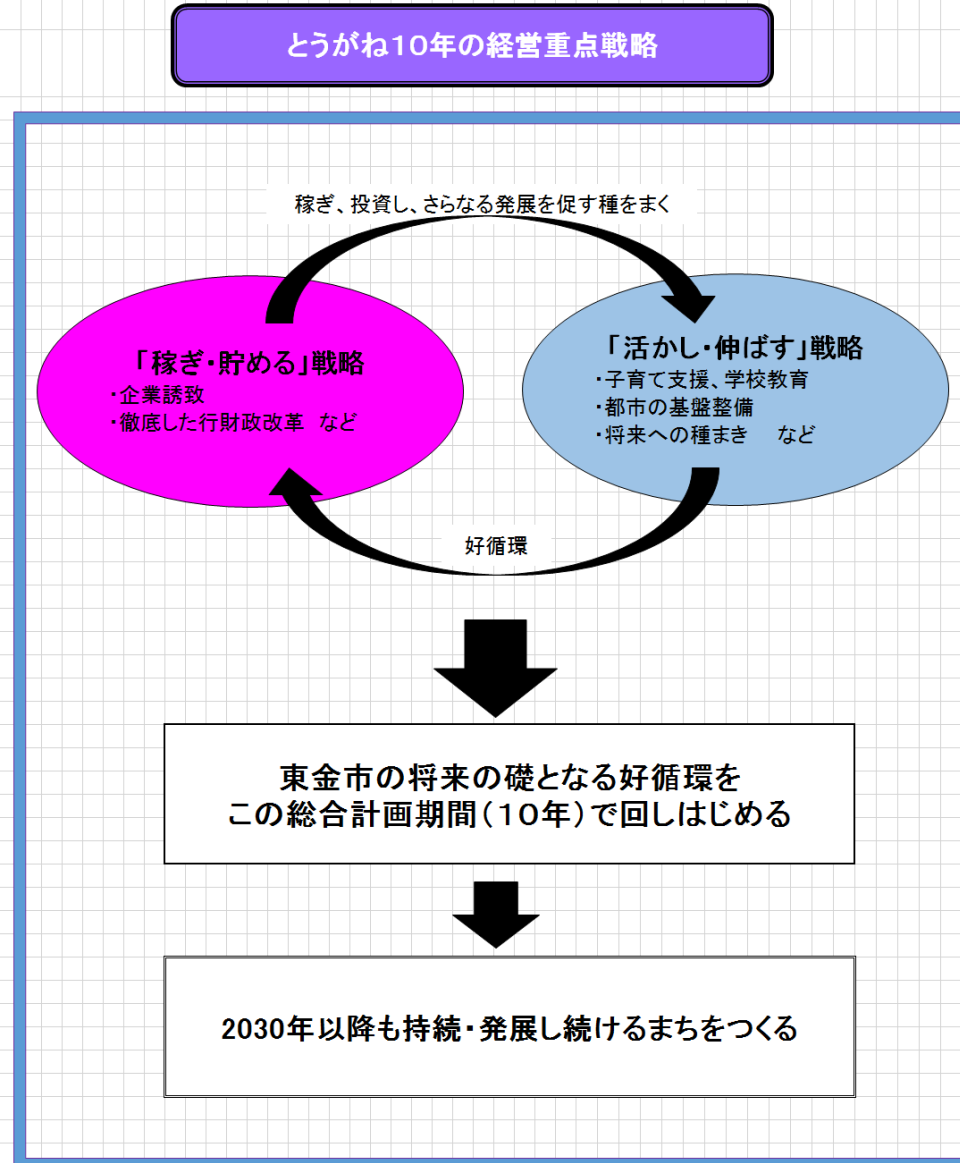 とうがね１０年の経営重点戦略
稼ぎ、投資し、さらなる発展を促す種をまく
「稼ぎ・貯める」戦略
・企業誘致
・徹底した行財政改革　など
「活かし・伸ばす」戦略
・子育て支援、学校教育
・都市の基盤整備
・将来への種まき　など
好循環
東金市の将来の礎となる好循環を
この総合計画期間（１０年）で回しはじめる
2030年以降も持続・発展し続けるまちをつくる